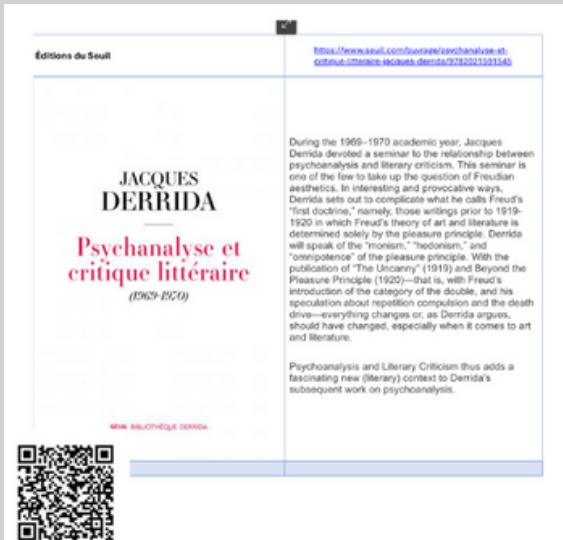 Éditions du Seuil
https://www.seuil.com/ouvrage/psychanalyse-et-
critique-litteraire-jacques-derrida/9782021591545
JACQUES
DERRIDA
Psychanalyse et
critique littéraire
(1969-1970)
SEUIL BIBLIOTHÈQUE DERRIDA
During the 1969–1970 academic year, Jacques
Derrida devoted a seminar to the relationship between
psychoanalysis and literary criticism. This seminar is
one of the few to take up the question of Freudian
aesthetics. In interesting and provocative ways,
Derrida sets out to complicate what he calls Freud's
"first doctrine," namely, those writings prior to 1919-
1920 in which Freud's theory of art and literature is
determined solely by the pleasure principle. Derrida
will speak of the "monism," "hedonism," and
"omnipotence" of the pleasure principle. With the
publication of "The Uncanny" (1919) and Beyond the
Pleasure Principle (1920)—that is, with Freud's
introduction of the category of the double, and his
speculation about repetition compulsion and the death
drive—everything changes or, as Derrida argues,
should have changed, especially when it comes to art
and literature.
Psychoanalysis and Literary Criticism thus adds a
fascinating new (literary) context to Derrida's
subsequent work on psychoanalysis.